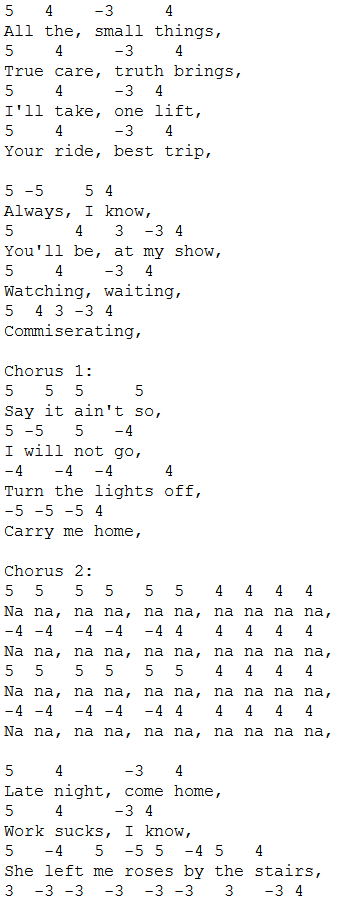 5   4    -3     4
All the, small things,
5    4     -3    4
True care, truth brings,
5    4     -3  4
I'll take, one lift,
5    4     -3   4
Your ride, best trip,

5 -5    5 4
Always, I know,
5      4   3  -3 4
You'll be, at my show,
5    4    -3  4
Watching, waiting,
5  4 3 -3 4
Commiserating,

Chorus 1:
5   5  5     5
Say it ain't so,
5 -5   5   -4
I will not go,
-4   -4  -4     4
Turn the lights off,
-5 -5 -5 4
Carry me home,

Chorus 2:
5  5   5  5   5  5   4  4  4  4
Na na, na na, na na, na na na na,
-4 -4  -4 -4  -4 4   4  4  4  4
Na na, na na, na na, na na na na,
5  5   5  5   5  5   4  4  4  4
Na na, na na, na na, na na na na,
-4 -4  -4 -4  -4 4   4  4  4  4
Na na, na na, na na, na na na na,

5    4      -3   4
Late night, come home,
5    4     -3 4
Work sucks, I know,
5   -4   5  -5 5  -4 5   4
She left me roses by the stairs,
3  -3 -3  -3  -3 -3   3   -3 4